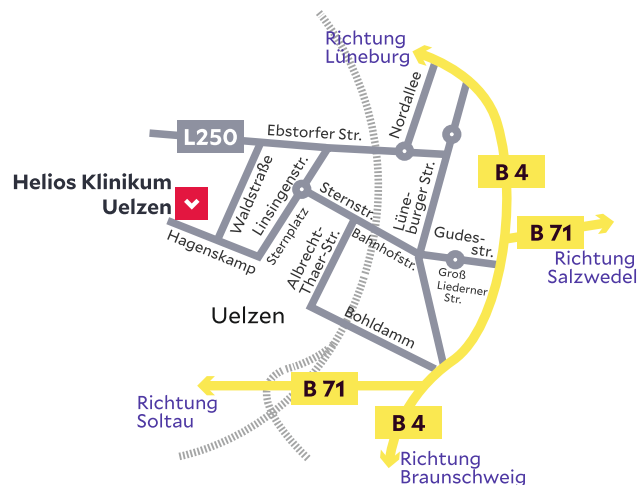 Richtung
Lüneburg
Nordallee
L250
Ebstorfer Str.
Helios Klinikum
Uelzen
Waldstraße
Linsingenstr.
Sternstr.
Lüne-
burger Str.
B 4
Hagenskamp
Sternplatz
Albrecht-
Thaer-Str.
Bahnhofstr.
Gudes-
str.
B 71
Richtung
Salzwedel
Groß
Liederner
Str.
Uelzen
Bohldamm
B 71
Richtung
Soltau
B 4
Richtung
Braunschweig